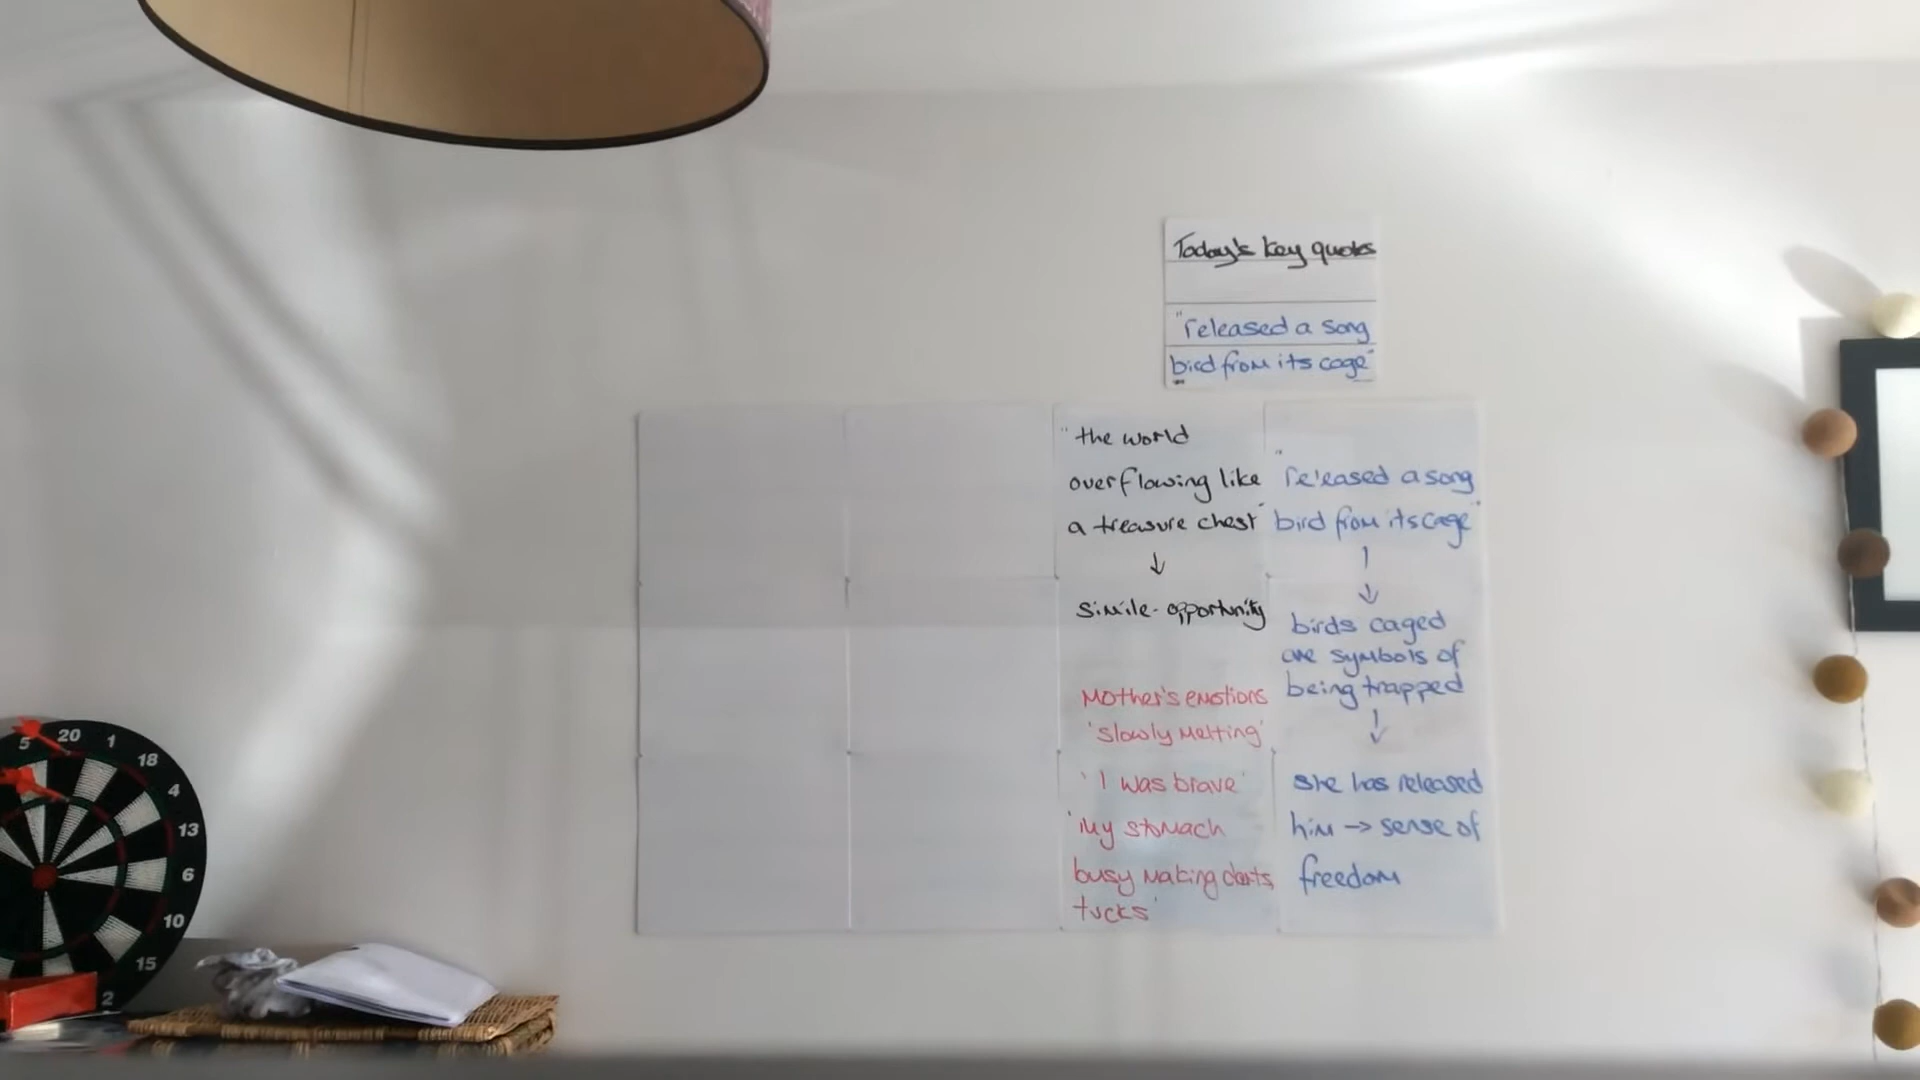 Today's key quotes
"released a song
bird from its cage"
"the world
overflowing like
a treasure chest"
↓
simile - opportunity
Mother's emotions
'slowly melting'
'I was brave'
'My stomach
busy making darts,
tucks'
"released a song
bird from its cage"
↓
birds caged
are symbols of
being trapped
↓
she has released
him → sense of
freedom
5 20 1 18 4 13 6 10 15 2